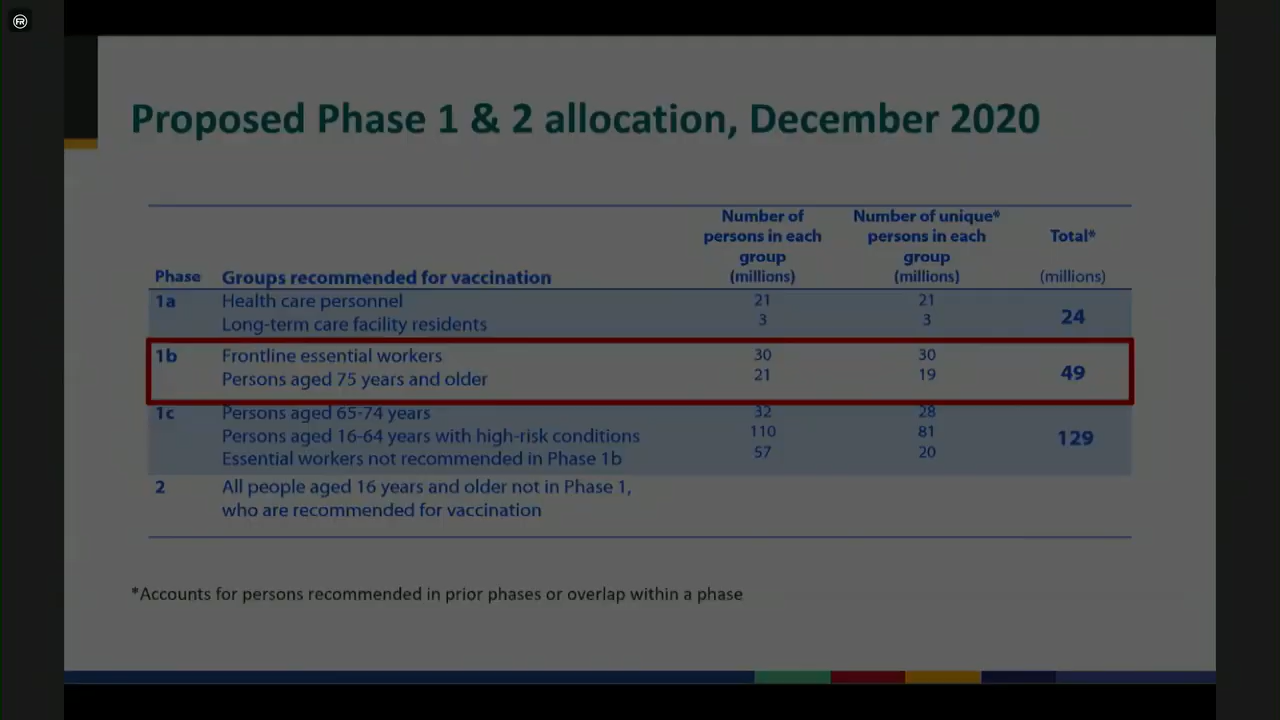 FR
Proposed Phase 1 & 2 allocation, December 2020
Number of persons in each group (millions)
Number of unique* persons in each group (millions)
Total* (millions)
Phase Groups recommended for vaccination
1a Health care personnel 21 21
Long-term care facility residents 3 3 24
1b Frontline essential workers 30 30
Persons aged 75 years and older 21 19 49
1c Persons aged 65-74 years 32 28
Persons aged 16-64 years with high-risk conditions 110 81 129
Essential workers not recommended in Phase 1b 57 20
2 All people aged 16 years and older not in Phase 1,
who are recommended for vaccination
*Accounts for persons recommended in prior phases or overlap within a phase